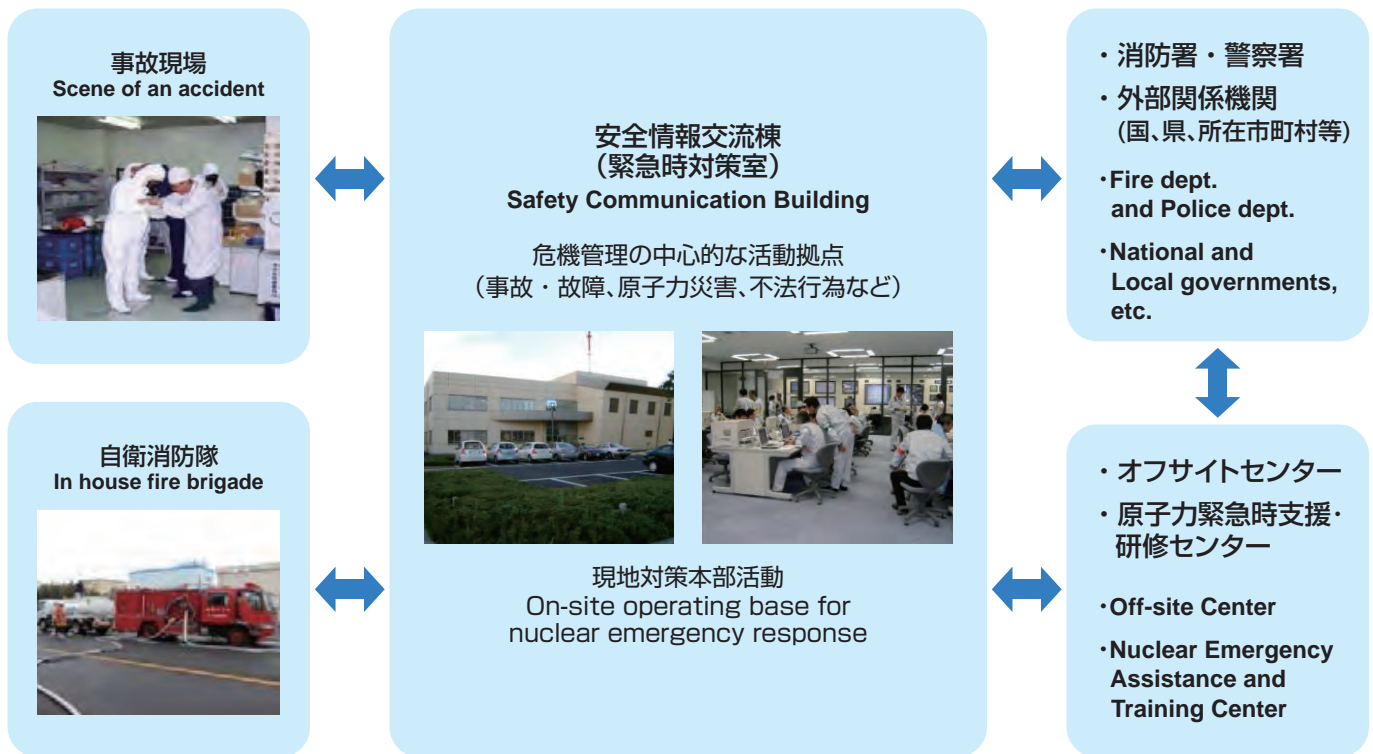 事故現場
Scene of an accident
自衛消防隊
In house fire brigade
安全情報交流棟
（緊急時対策室）
Safety Communication Building
危機管理の中心的な活動拠点
（事故・故障、原子力災害、不法行為など）
現地対策本部活動
On-site operating base for
nuclear emergency response
・消防署・警察署
・外部関係機関
(国、県、所在市町村等)
・Fire dept.
and Police dept.
・National and
Local governments,
etc.
・オフサイトセンター
・原子力緊急時支援・
研修センター
・Off-site Center
・Nuclear Emergency
Assistance and
Training Center